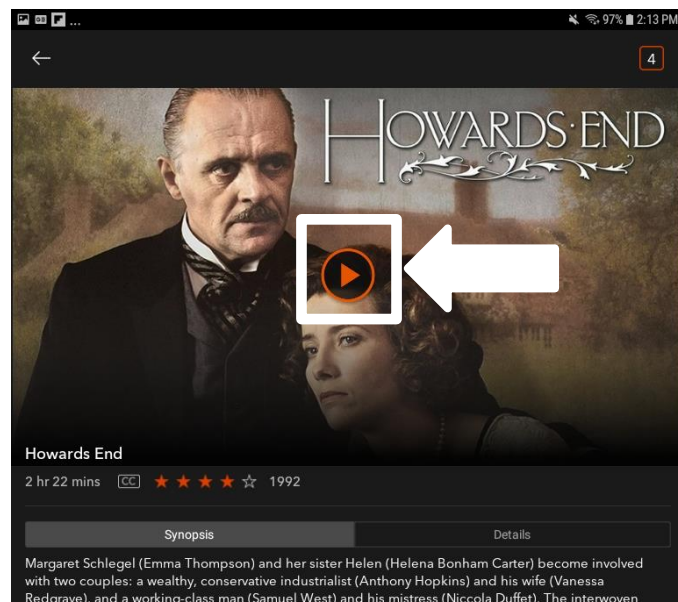 ... 97% 2:13 PM
4
HOWARDS·END
Howards End
2 hr 22 mins CC 1992
Synopsis Details
Margaret Schlegel (Emma Thompson) and her sister Helen (Helena Bonham Carter) become involved
with two couples: a wealthy, conservative industrialist (Anthony Hopkins) and his wife (Vanessa
Redgrave), and a working-class man (Samuel West) and his mistress (Niccola Duffet). The interwoven